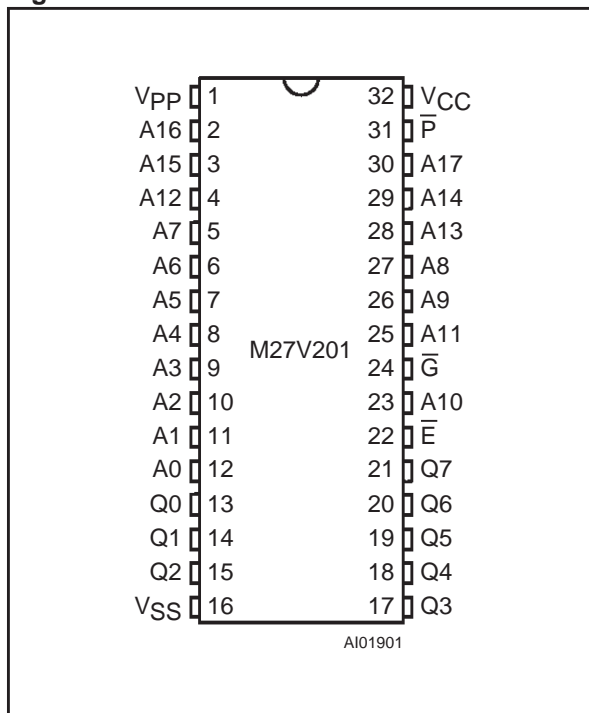 VPP 1 32 VCC
A16 2 31 P̅
A15 3 30 A17
A12 4 29 A14
A7 5 28 A13
A6 6 27 A8
A5 7 26 A9
A4 8 25 A11
M27V201
A3 9 24 G̅
A2 10 23 A10
A1 11 22 E̅
A0 12 21 Q7
Q0 13 20 Q6
Q1 14 19 Q5
Q2 15 18 Q4
VSS 16 17 Q3
AI01901